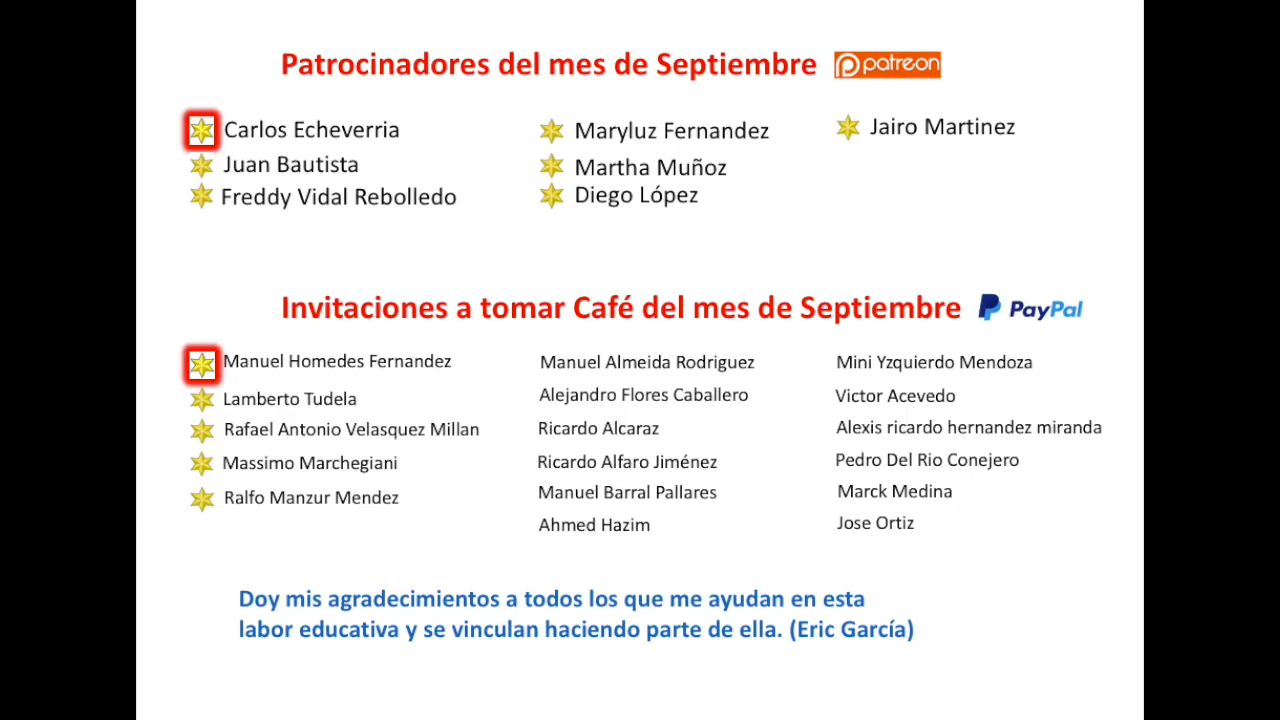 Patrocinadores del mes de Septiembre patreon
Carlos Echeverria
Juan Bautista
Freddy Vidal Rebolledo
Maryluz Fernandez
Martha Muñoz
Diego López
Jairo Martinez
Invitaciones a tomar Café del mes de Septiembre PayPal
Manuel Homedes Fernandez
Lamberto Tudela
Rafael Antonio Velasquez Millan
Massimo Marchegiani
Ralfo Manzur Mendez
Manuel Almeida Rodriguez
Alejandro Flores Caballero
Ricardo Alcaraz
Ricardo Alfaro Jiménez
Manuel Barral Pallares
Ahmed Hazim
Mini Yzquierdo Mendoza
Victor Acevedo
Alexis ricardo hernandez miranda
Pedro Del Rio Conejero
Marck Medina
Jose Ortiz
Doy mis agradecimientos a todos los que me ayudan en esta
labor educativa y se vinculan haciendo parte de ella. (Eric García)